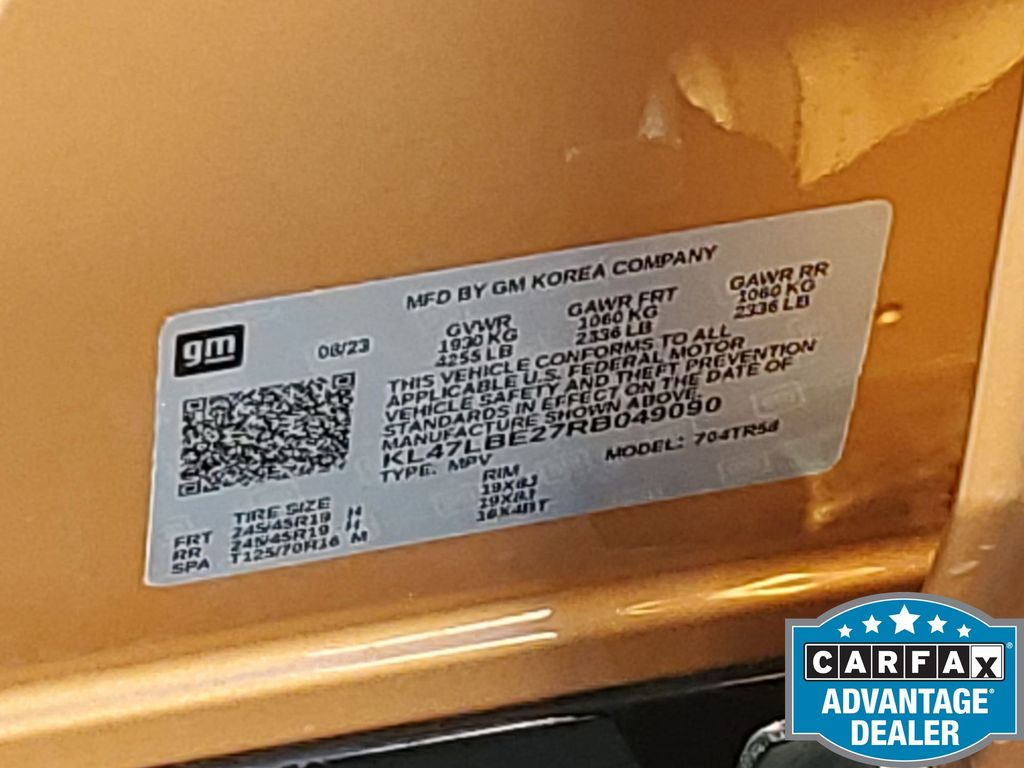 MFD BY GM KOREA COMPANY
gm
08/23
GVWR
1930 KG
4255 LB
GAWR FRT
1060 KG
2336 LB
GAWR RR
1060 KG
2336 LB
THIS VEHICLE CONFORMS TO ALL
APPLICABLE U.S. FEDERAL MOTOR
VEHICLE SAFETY AND THEFT PREVENTION
STANDARDS IN EFFECT ON THE DATE OF
MANUFACTURE SHOWN ABOVE.
KL47LBE27RB049090
TYPE: MPV
MODEL:
TIRE SIZE
RIM
FRT 245/45R19 H 19X8J
RR 245/45R19 H 19X8J
SPA T125/70R16 M 16X4BT
CARFAX
ADVANTAGE
DEALER